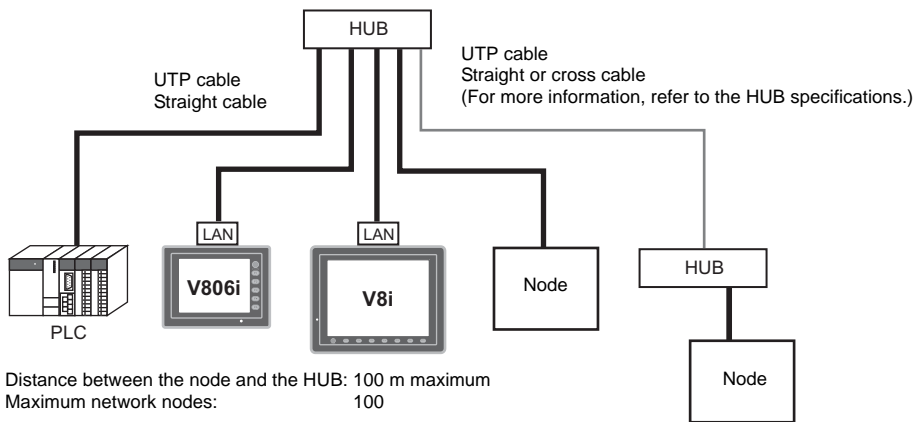 HUB
UTP cable
Straight cable
UTP cable
Straight or cross cable
(For more information, refer to the HUB specifications.)
LAN
LAN
V806i
V8i
Node
HUB
PLC
Node
Distance between the node and the HUB: 100 m maximum
Maximum network nodes: 100